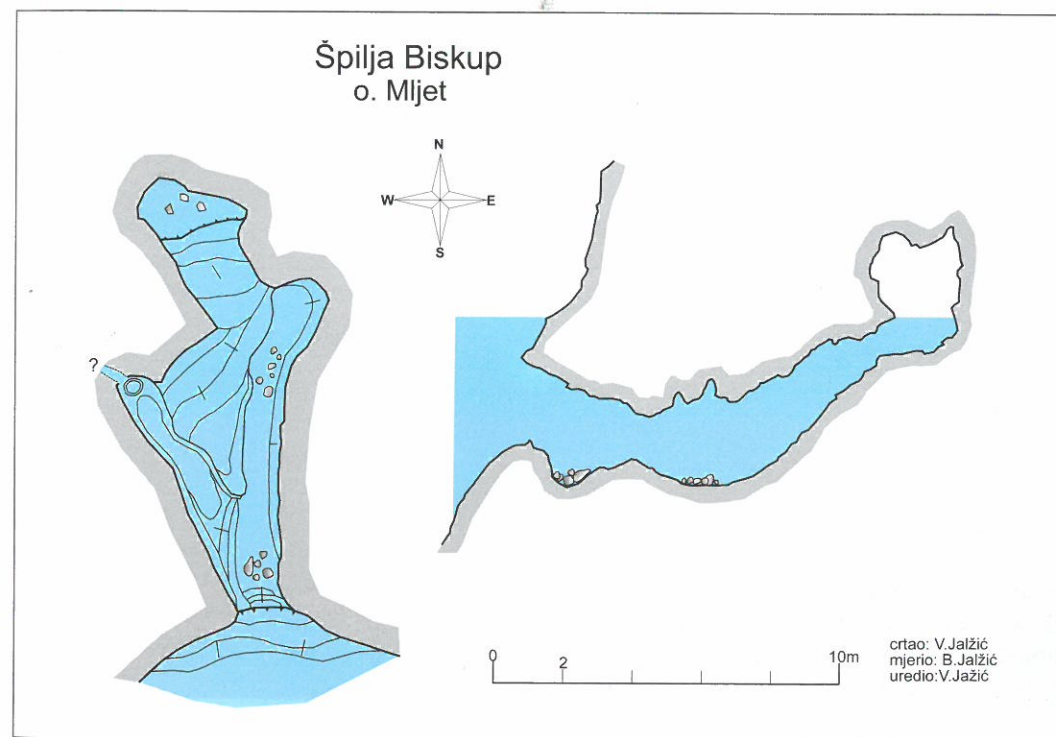 Špilja Biskup
o. Mljet
N
W E
S
?
0 2 10m
crtao: V.Jalžić
mjerio: B.Jalžić
uredio:V.Jažić